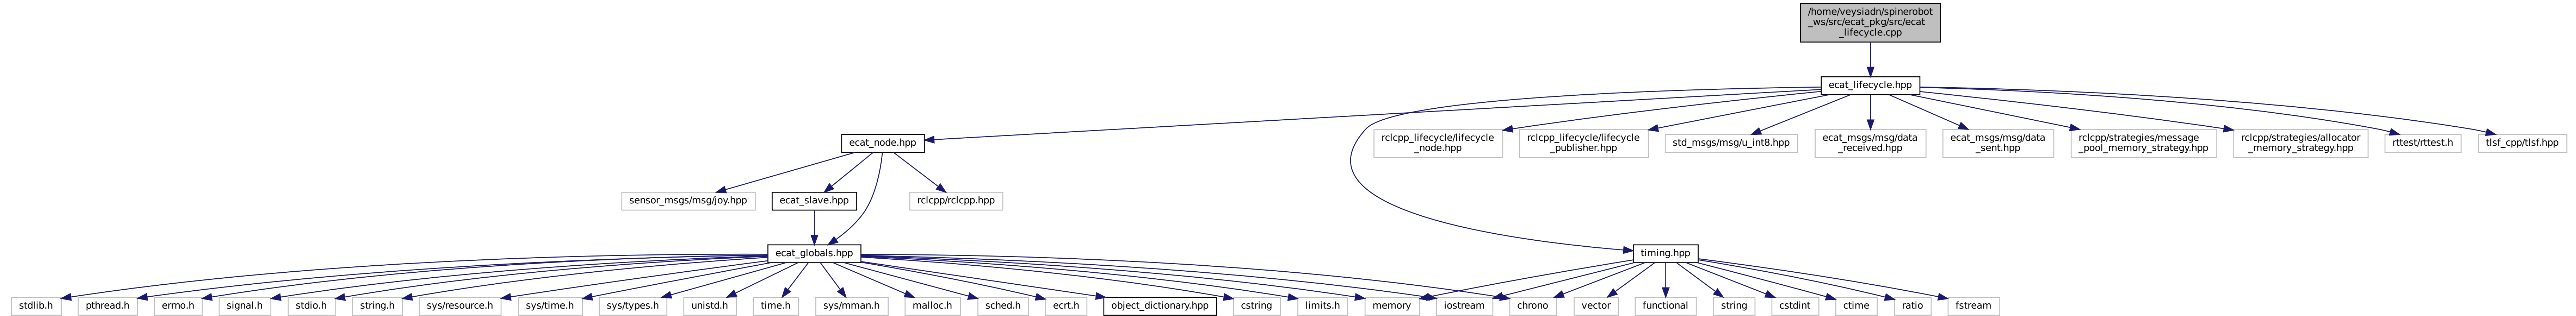 /home/veysiadn/spinerobot
_ws/src/ecat_pkg/src/ecat
_lifecycle.cpp
ecat_lifecycle.hpp
ecat_node.hpp
rclcpp_lifecycle/lifecycle
_node.hpp
rclcpp_lifecycle/lifecycle
_publisher.hpp
std_msgs/msg/u_int8.hpp
ecat_msgs/msg/data
_received.hpp
ecat_msgs/msg/data
_sent.hpp
rclcpp/strategies/message
_pool_memory_strategy.hpp
rclcpp/strategies/allocator
_memory_strategy.hpp
rttest/rttest.h
tlsf_cpp/tlsf.hpp
sensor_msgs/msg/joy.hpp
ecat_slave.hpp
rclcpp/rclcpp.hpp
ecat_globals.hpp
timing.hpp
stdlib.h
pthread.h
errno.h
signal.h
stdio.h
string.h
sys/resource.h
sys/time.h
sys/types.h
unistd.h
time.h
sys/mman.h
malloc.h
sched.h
ecrt.h
object_dictionary.hpp
cstring
limits.h
memory
iostream
chrono
vector
functional
string
cstdint
ctime
ratio
fstream